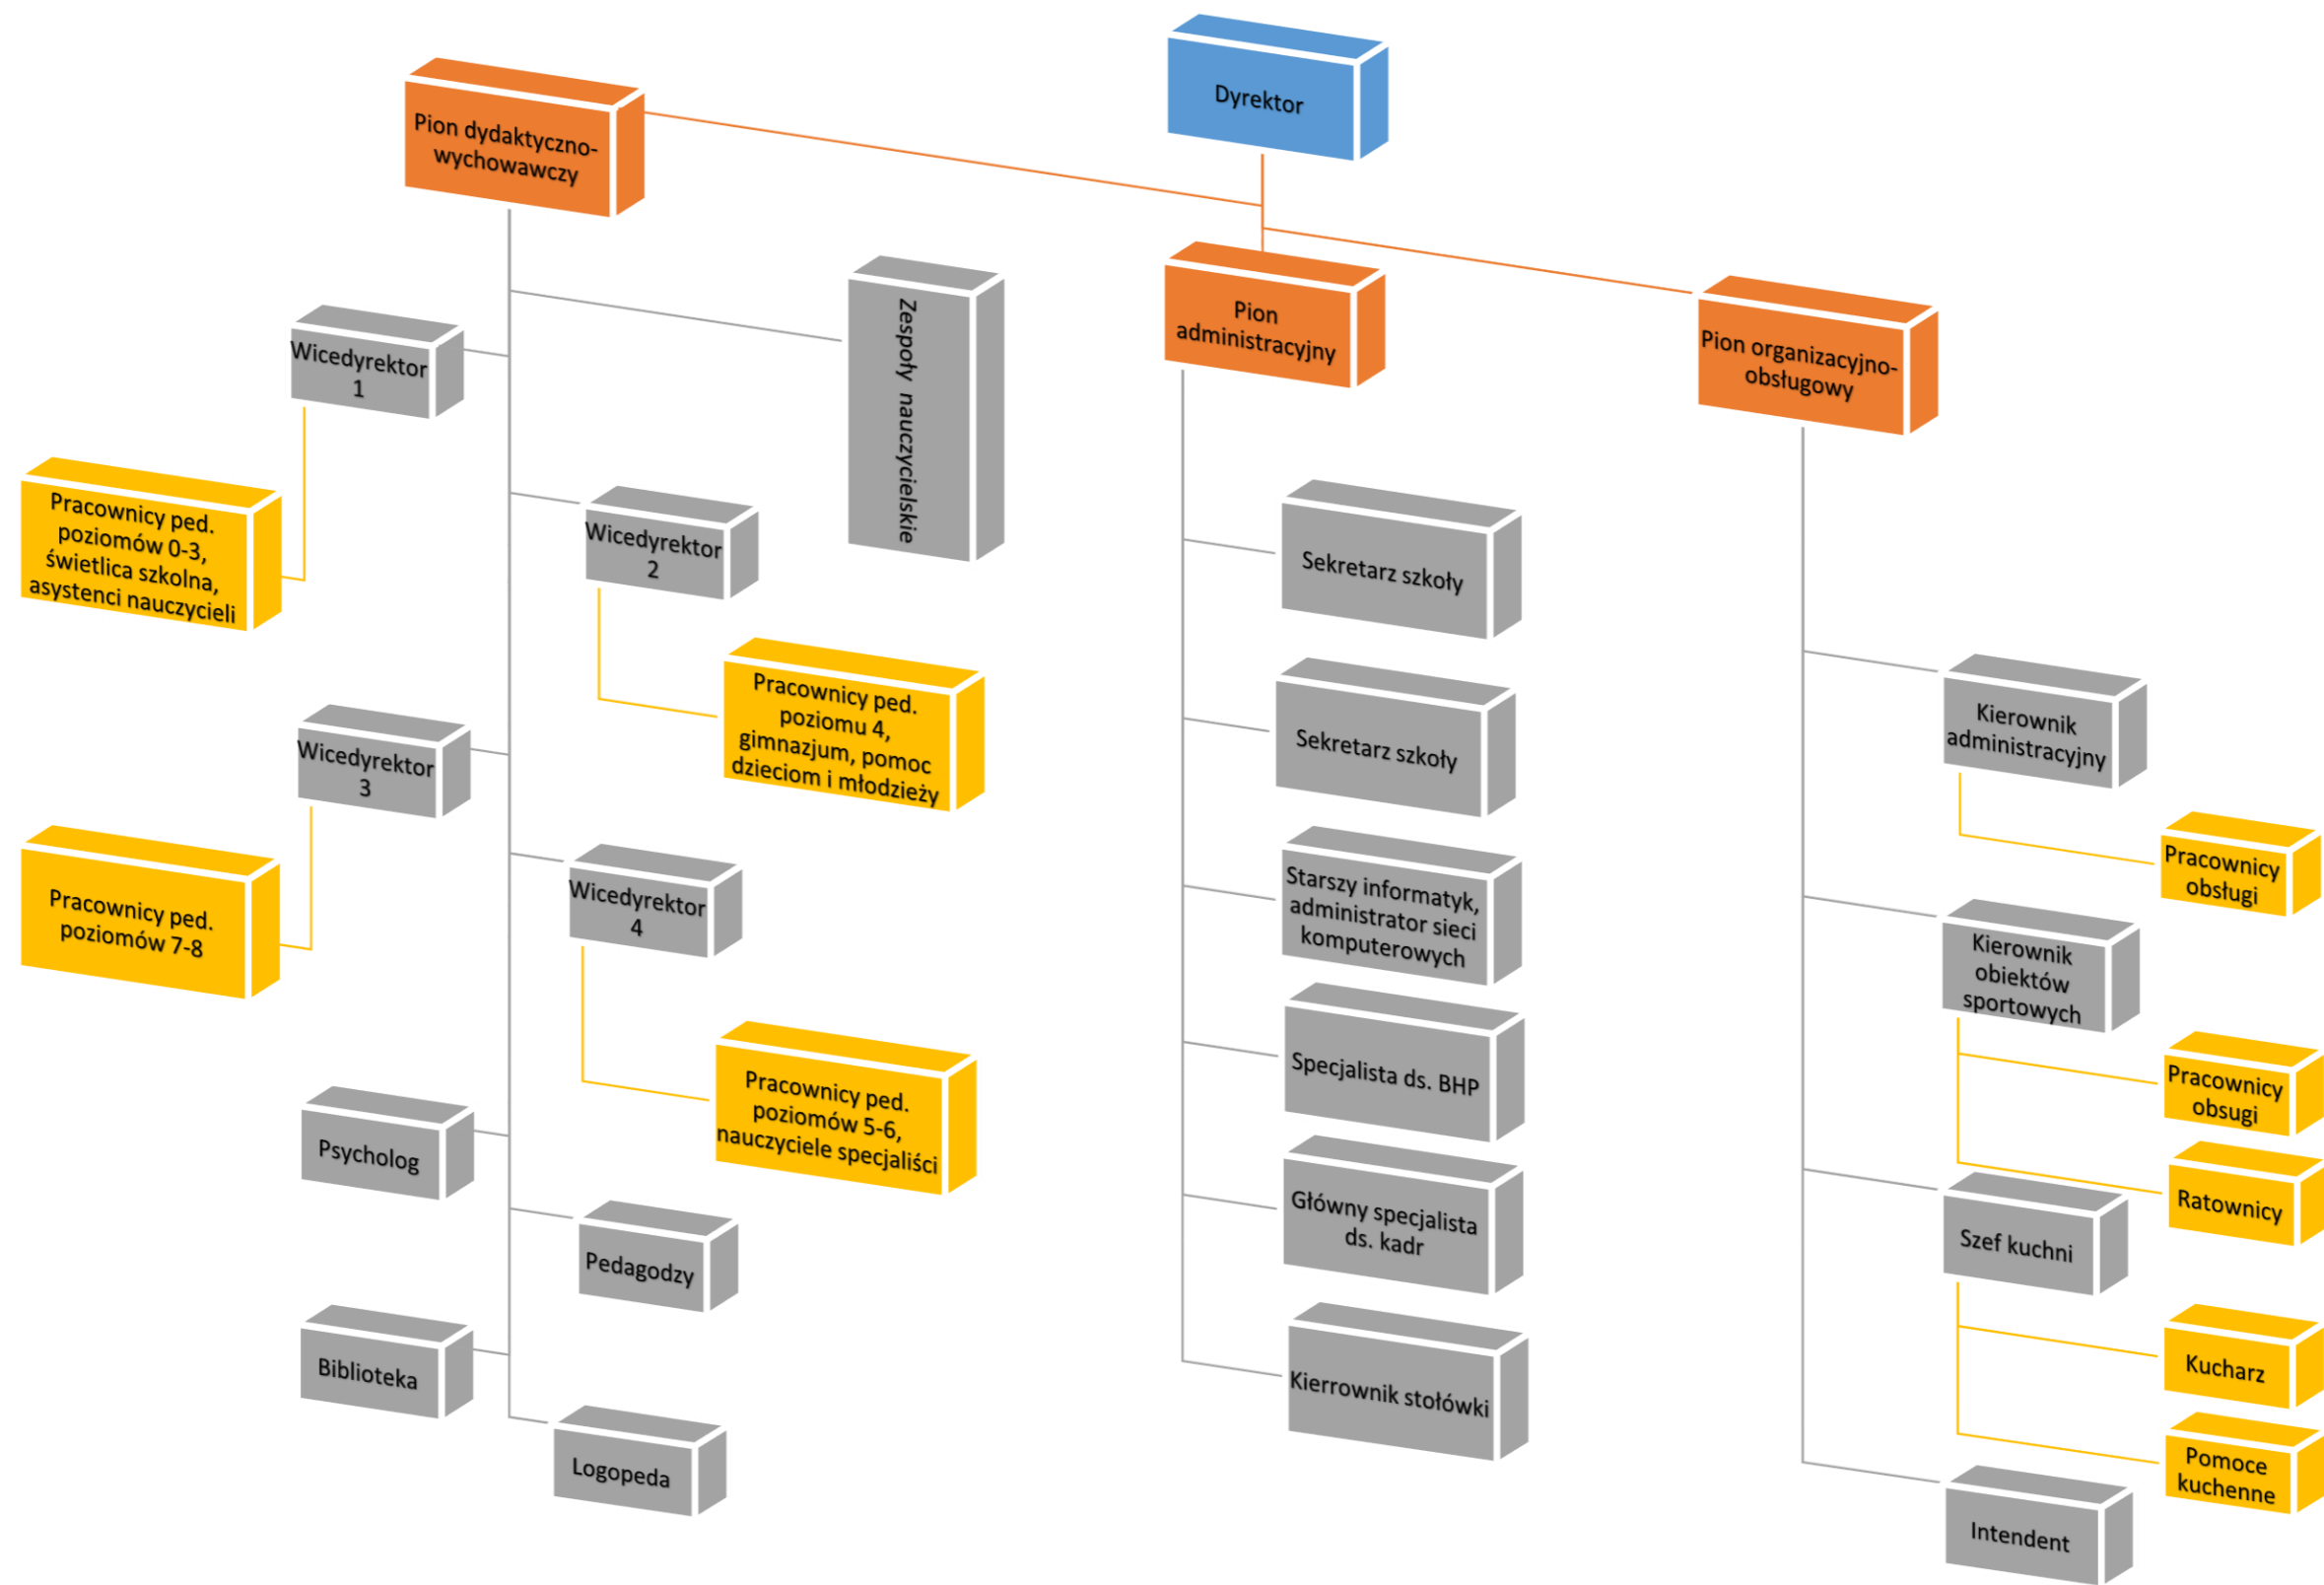 Dyrektor
Pion dydaktyczno-
wychowawczy
Zespoły nauczycielskie
Wicedyrektor
1
Pracownicy ped.
poziomów 0-3,
świetlica szkolna,
asystenci nauczycieli
Wicedyrektor
2
Pracownicy ped.
poziomu 4,
gimnazjum, pomoc
dzieciom i młodzieży
Wicedyrektor
3
Pracownicy ped.
poziomów 7-8
Wicedyrektor
4
Pracownicy ped.
poziomów 5-6,
nauczyciele specjaliści
Psycholog
Pedagodzy
Biblioteka
Logopeda
Pion
administracyjny
Sekretarz szkoły
Sekretarz szkoły
Starszy informatyk,
administrator sieci
komputerowych
Specjalista ds. BHP
Główny specjalista
ds. kadr
Kierrownik stołówki
Pion organizacyjno-
obsługowy
Kierownik
administracyjny
Pracownicy
obsługi
Kierownik
obiektów
sportowych
Pracownicy
obsugi
Ratownicy
Szef kuchni
Kucharz
Pomoce
kuchenne
Intendent